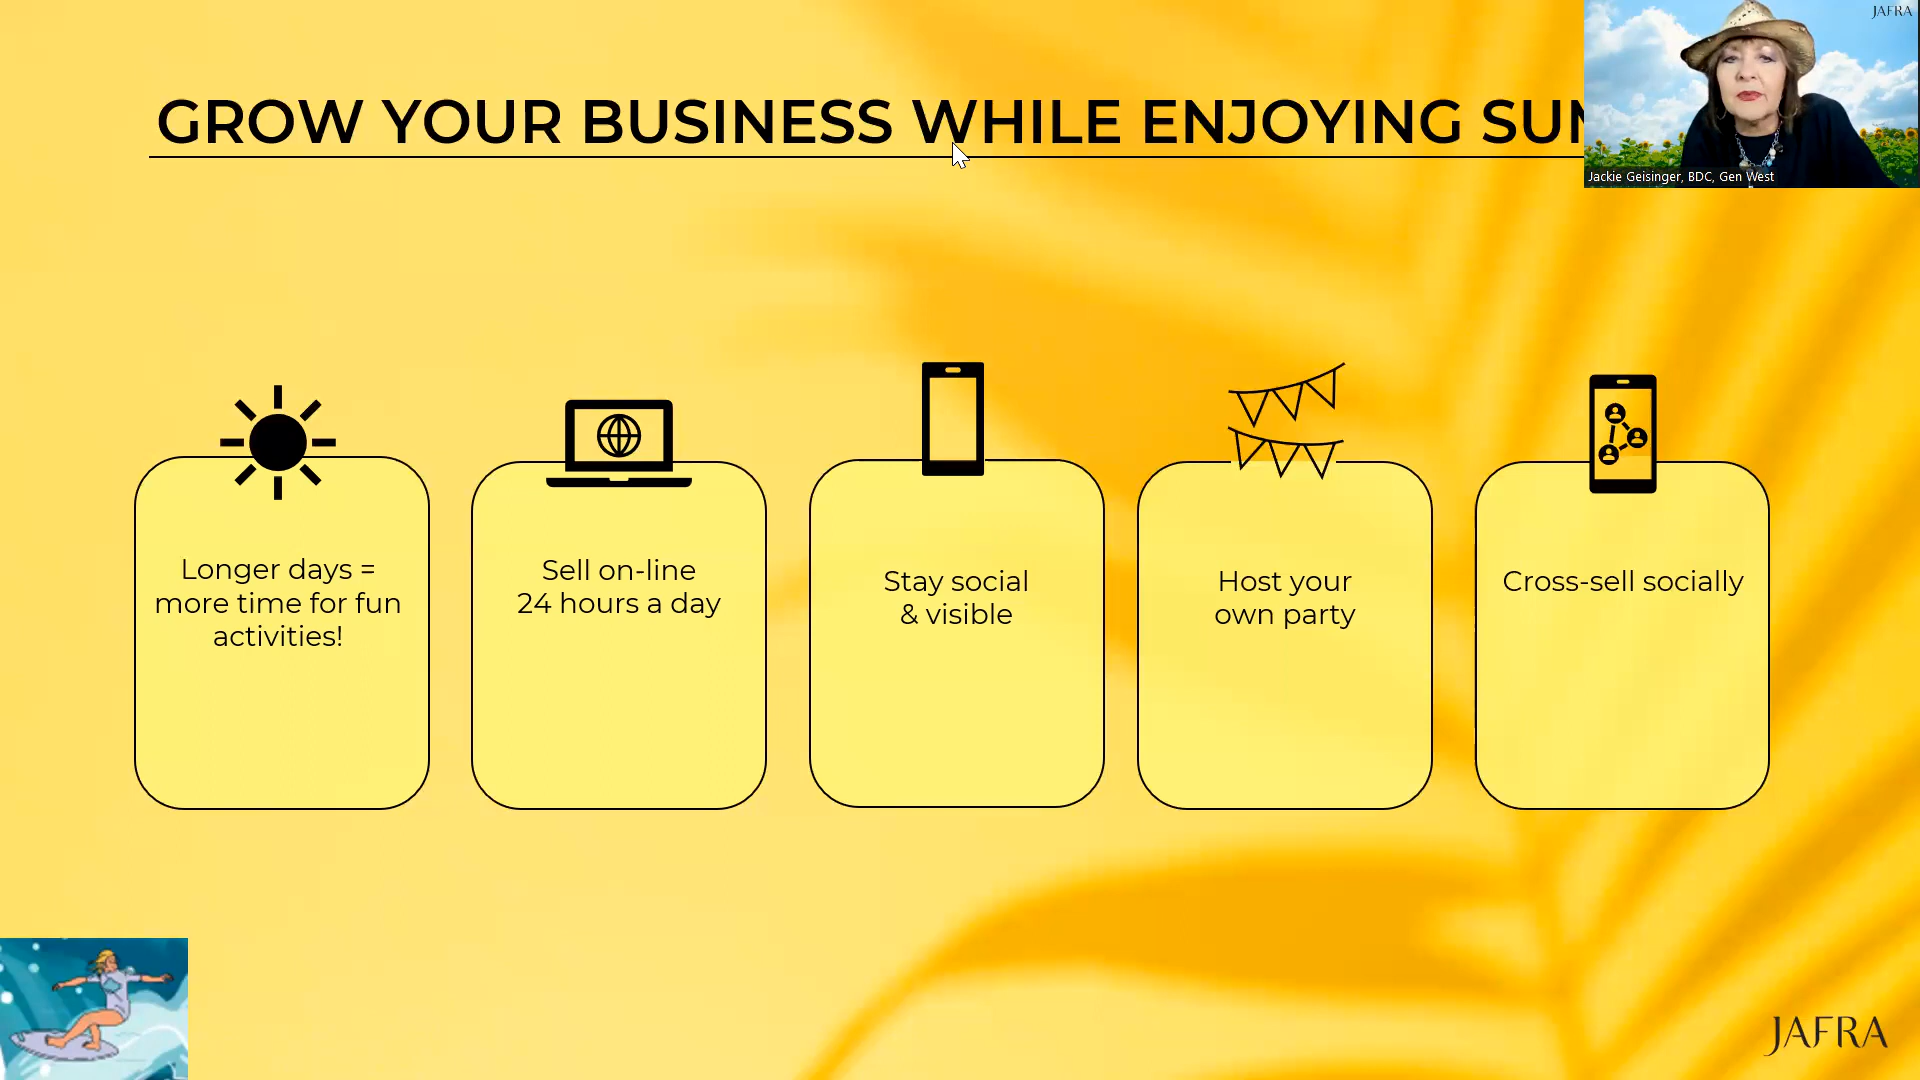 JAFRA
GROW YOUR BUSINESS WHILE ENJOYING SUM
Jackie Geisinger, BDC, Gen West
Longer days =
more time for fun
activities!
Sell on-line
24 hours a day
Stay social
& visible
Host your
own party
Cross-sell socially
JAFRA